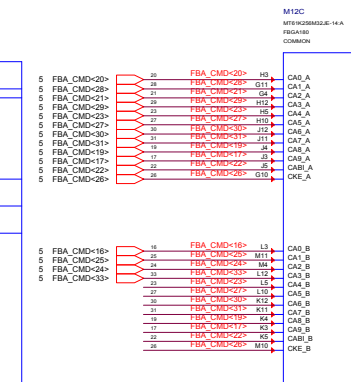 M12C
MT61K256M32JE-14:A
FBGA180
COMMON
5 FBA_CMD<20> 20 FBA_CMD<20> H3 CA0_A
5 FBA_CMD<28> 28 FBA_CMD<28> G11 CA1_A
5 FBA_CMD<21> 21 FBA_CMD<21> G4 CA2_A
5 FBA_CMD<29> 29 FBA_CMD<29> H12 CA3_A
5 FBA_CMD<23> 23 FBA_CMD<23> H5 CA4_A
5 FBA_CMD<27> 27 FBA_CMD<27> H10 CA5_A
5 FBA_CMD<30> 30 FBA_CMD<30> J12 CA6_A
5 FBA_CMD<31> 31 FBA_CMD<31> J11 CA7_A
5 FBA_CMD<19> 19 FBA_CMD<19> J4 CA8_A
5 FBA_CMD<17> 17 FBA_CMD<17> J3 CA9_A
5 FBA_CMD<22> 22 FBA_CMD<22> J5 CABI_A
5 FBA_CMD<26> 26 FBA_CMD<26> G10 CKE_A
5 FBA_CMD<16> 16 FBA_CMD<16> L3 CA0_B
5 FBA_CMD<25> 25 FBA_CMD<25> M11 CA1_B
5 FBA_CMD<24> 24 FBA_CMD<24> M4 CA2_B
5 FBA_CMD<33> 33 FBA_CMD<33> L12 CA3_B
23 FBA_CMD<23> L5 CA4_B
27 FBA_CMD<27> L10 CA5_B
30 FBA_CMD<30> K12 CA6_B
31 FBA_CMD<31> K11 CA7_B
19 FBA_CMD<19> K4 CA8_B
17 FBA_CMD<17> K3 CA9_B
22 FBA_CMD<22> K5 CABI_B
26 FBA_CMD<26> M10 CKE_B